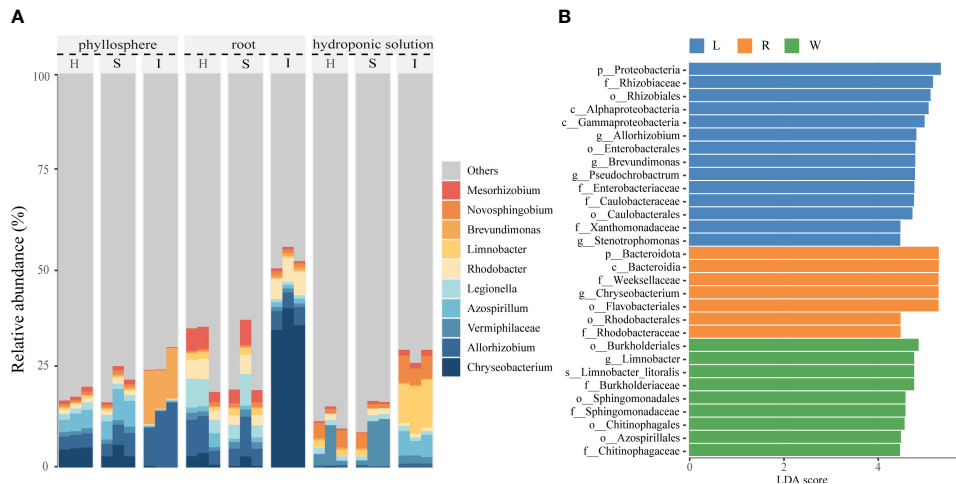 A
phyllosphere root hydroponic solution
H S I H S I H S I
Relative abundance (%)
100
75
50
25
0
Others
Mesorhizobium
Novosphingobium
Brevundimonas
Limnobacter
Rhodobacter
Legionella
Azospirillum
Vermiphilaceae
Allorhizobium
Chryseobacterium
B
L R W
p__Proteobacteria
f__Rhizobiaceae
o__Rhizobiales
c__Alphaproteobacteria
c__Gammaproteobacteria
g__Allorhizobium
o__Enterobacterales
g__Brevundimonas
g__Pseudochrobactrum
f__Enterobacteriaceae
f__Caulobacteraceae
o__Caulobacterales
f__Xanthomonadaceae
g__Stenotrophomonas
p__Bacteroidota
c__Bacteroidia
f__Weeksellaceae
g__Chryseobacterium
o__Flavobacteriales
o__Rhodobacterales
f__Rhodobacteraceae
o__Burkholderiales
g__Limnobacter
s__Limnobacter_litoralis
f__Burkholderiaceae
o__Sphingomonadales
f__Sphingomonadaceae
o__Chitinophagales
o__Azospirillales
f__Chitinophagaceae
0 2 4
LDA score